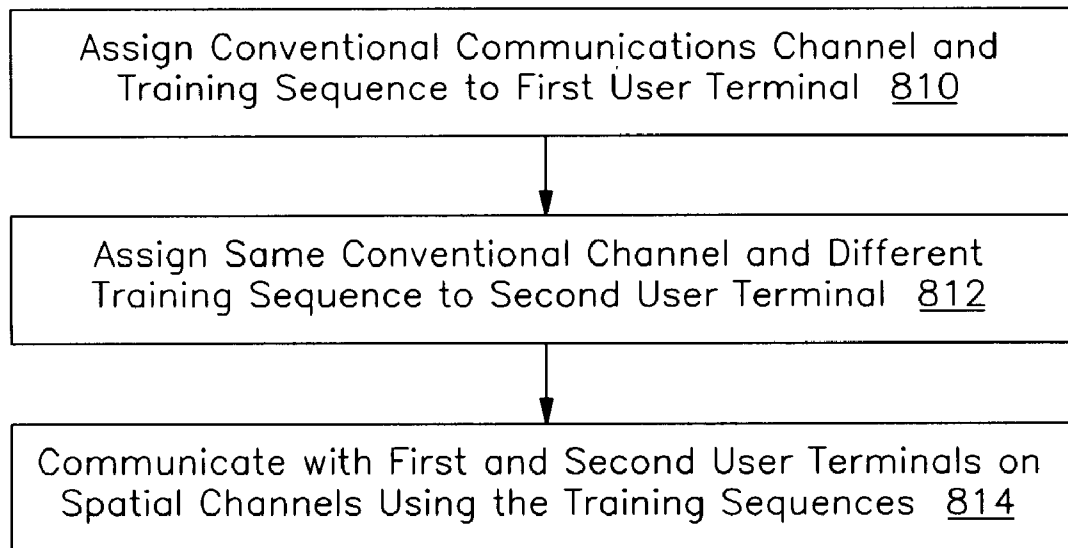 Assign Conventional Communications Channel and
Training Sequence to First User Terminal 810
Assign Same Conventional Channel and Different
Training Sequence to Second User Terminal 812
Communicate with First and Second User Terminals on
Spatial Channels Using the Training Sequences 814